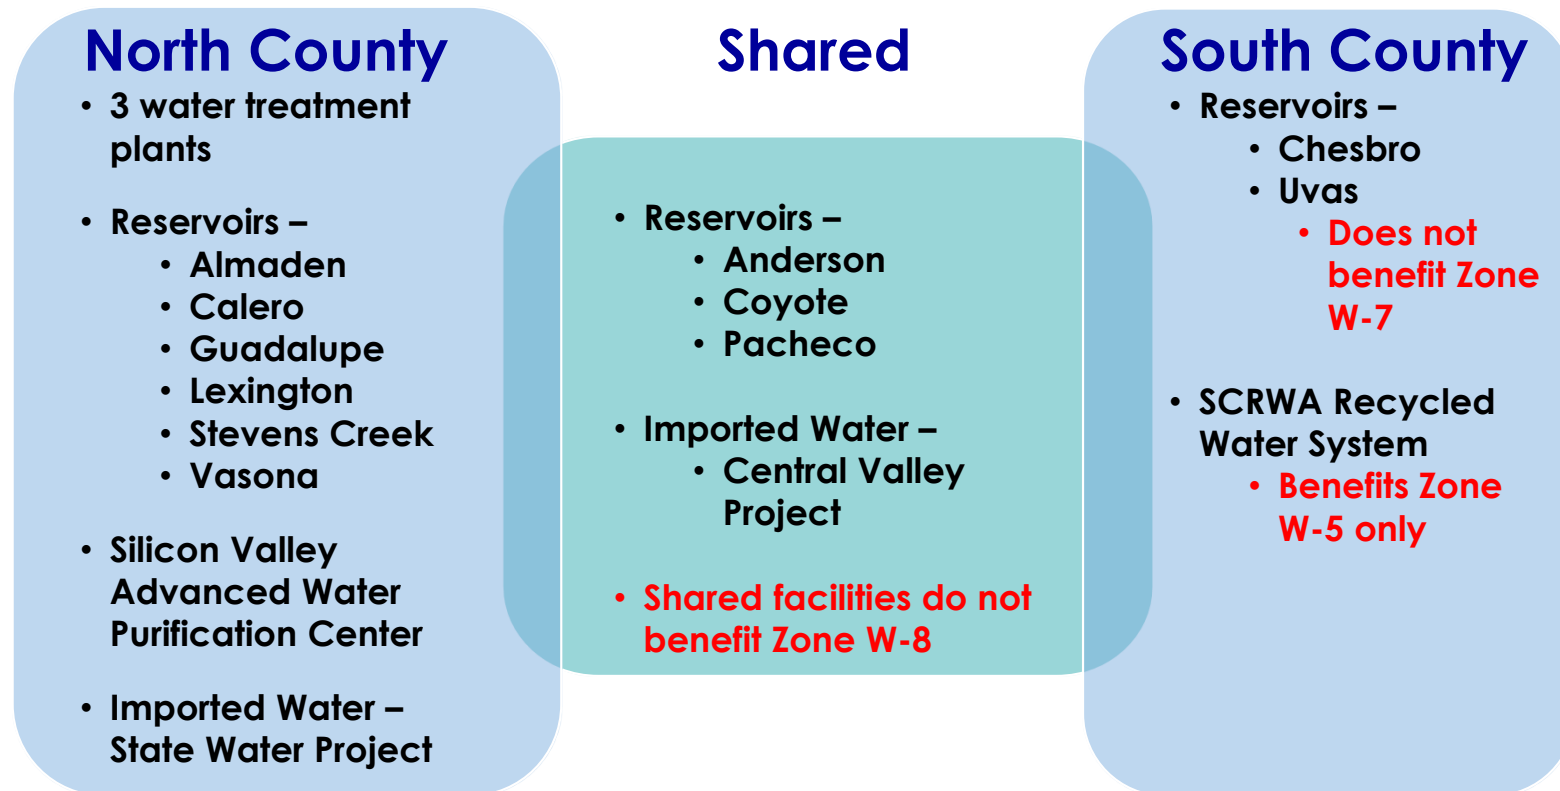 North County
• 3 water treatment
plants
• Reservoirs –
• Almaden
• Calero
• Guadalupe
• Lexington
• Stevens Creek
• Vasona
• Silicon Valley
Advanced Water
Purification Center
• Imported Water –
State Water Project
Shared
• Reservoirs –
• Anderson
• Coyote
• Pacheco
• Imported Water –
• Central Valley
Project
• Shared facilities do not
benefit Zone W-8
South County
• Reservoirs –
• Chesbro
• Uvas
• Does not
benefit Zone
W-7
• SCRWA Recycled
Water System
• Benefits Zone
W-5 only